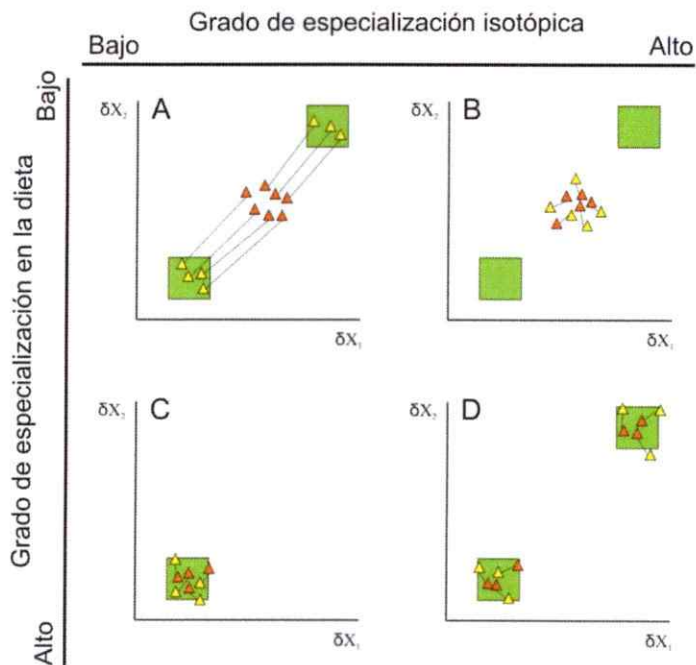 Grado de especialización isotópica
Bajo
Alto
Grado de especialización en la dieta
Bajo
Alto
δX₂
A
δX₁
δX₂
B
δX₁
δX₂
C
δX₁
δX₂
D
δX₁